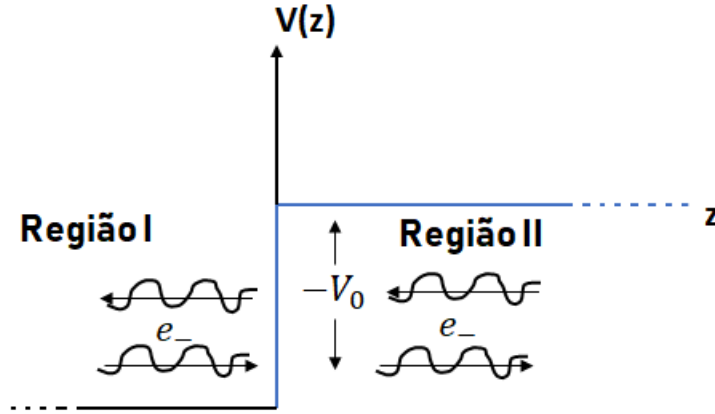 V(z)
z
Região I
Região II
−V₀
e₋
e₋